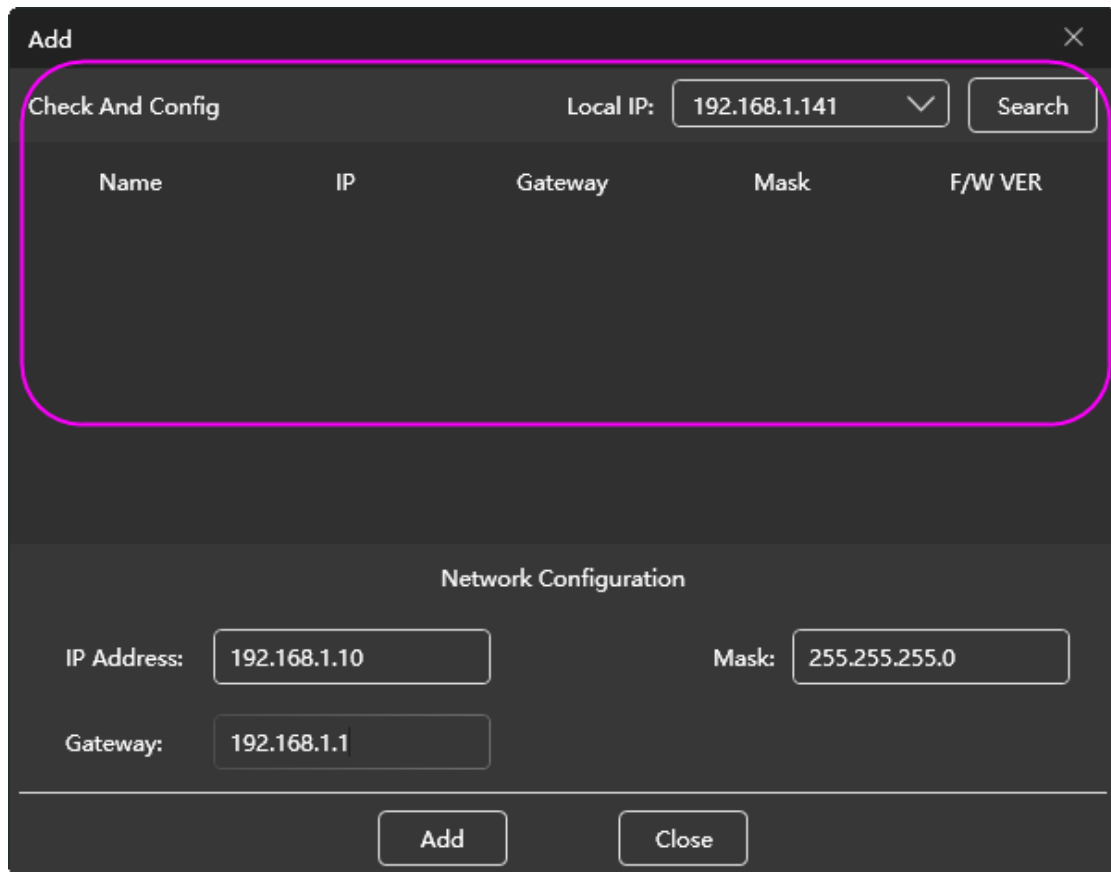 Add
Check And Config Local IP: 192.168.1.141 Search
Name IP Gateway Mask F/W VER
Network Configuration
IP Address: 192.168.1.10 Mask: 255.255.255.0
Gateway: 192.168.1.1
Add Close